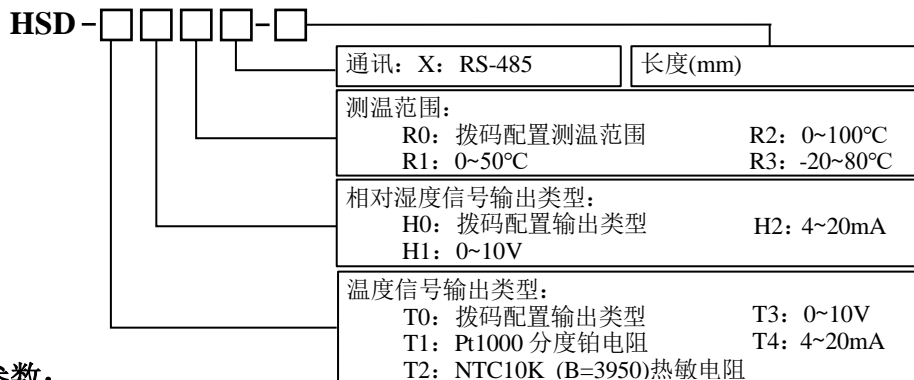 HSD-□□□□-□
通讯：X：RS-485
长度(mm)
测温范围：
R0：拨码配置测温范围 R2：0~100℃
R1：0~50℃ R3：-20~80℃
相对湿度信号输出类型：
H0：拨码配置输出类型 H2：4~20mA
H1：0~10V
温度信号输出类型：
T0：拨码配置输出类型 T3：0~10V
T1：Pt1000 分度铂电阻 T4：4~20mA
T2：NTC10K (B=3950)热敏电阻
参数：